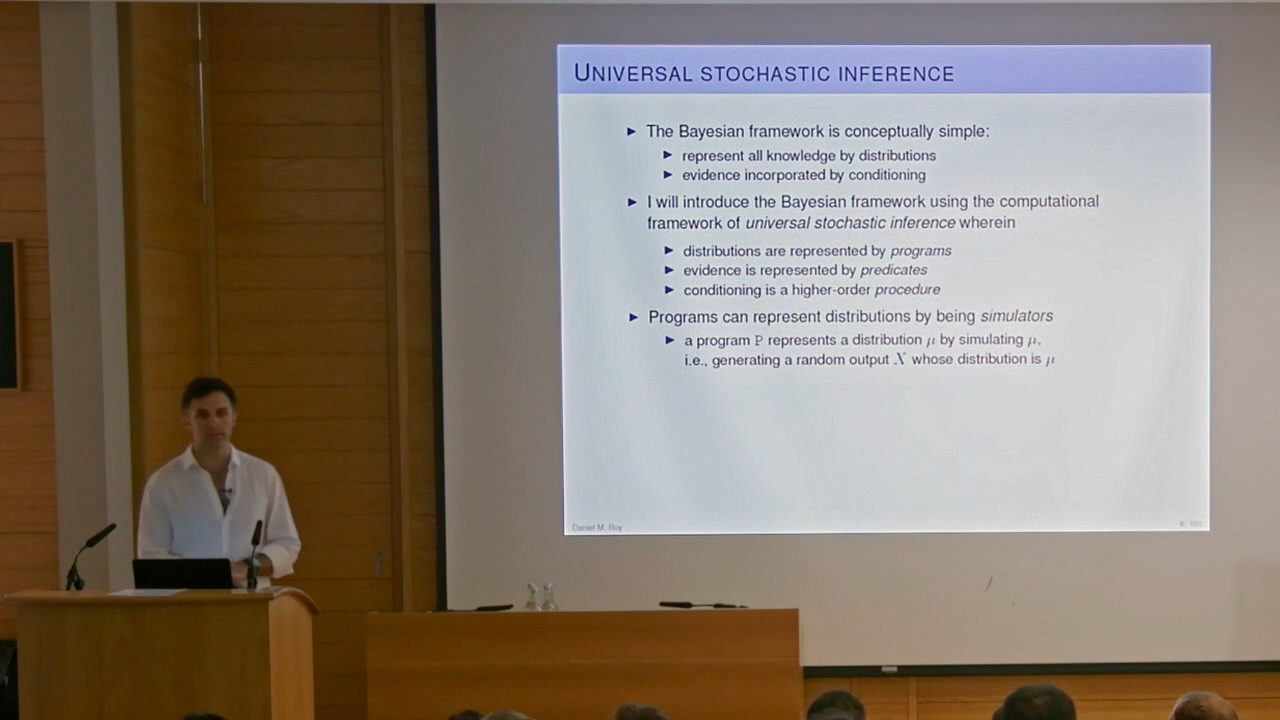 UNIVERSAL STOCHASTIC INFERENCE
► The Bayesian framework is conceptually simple:
► represent all knowledge by distributions
► evidence incorporated by conditioning
► I will introduce the Bayesian framework using the computational
framework of universal stochastic inference wherein
► distributions are represented by programs
► evidence is represented by predicates
► conditioning is a higher-order procedure
► Programs can represent distributions by being simulators
► a program P represents a distribution μ by simulating μ,
i.e., generating a random output X whose distribution is μ
Daniel M. Roy